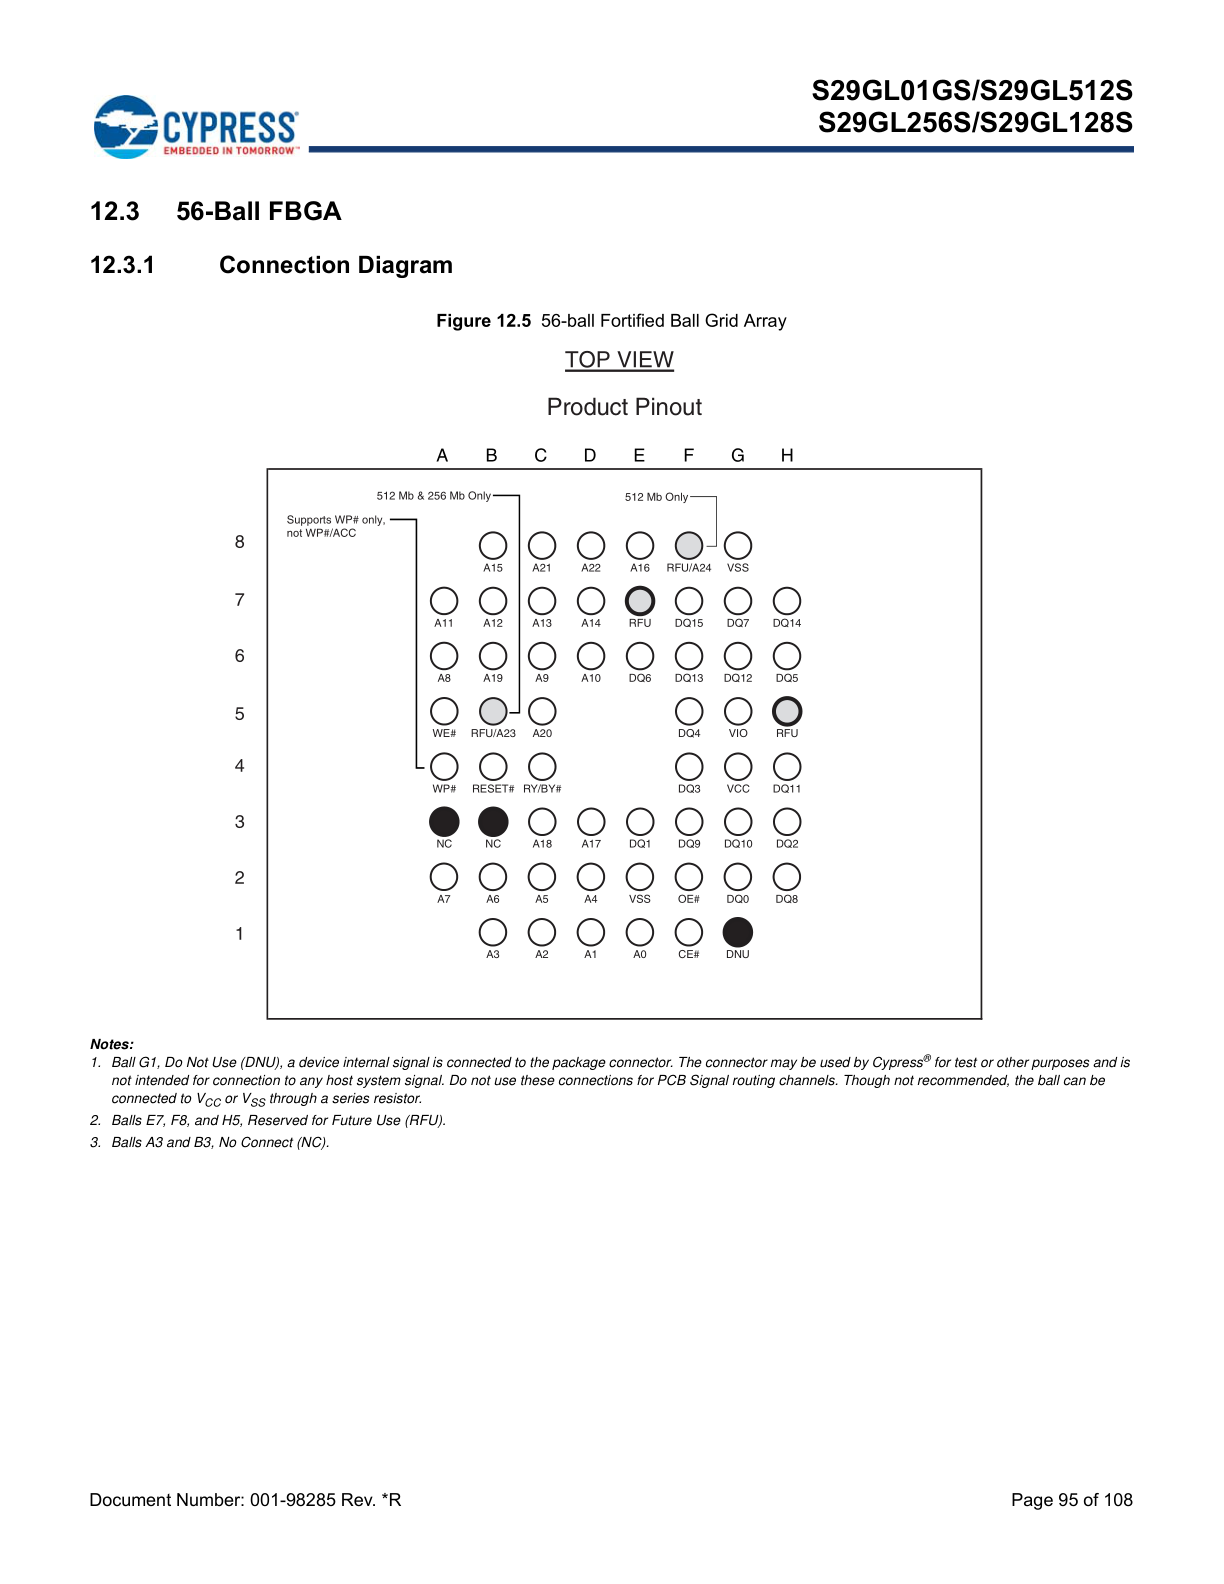 S29GL01GS/S29GL512S
S29GL256S/S29GL128S
CYPRESS®
EMBEDDED IN TOMORROW™
12.3 56-Ball FBGA
12.3.1 Connection Diagram
Figure 12.5 56-ball Fortified Ball Grid Array
TOP VIEW
Product Pinout
A B C D E F G H
512 Mb & 256 Mb Only 512 Mb Only
Supports WP# only,
not WP#/ACC
8
A15 A21 A22 A16 RFU/A24 VSS
7
A11 A12 A13 A14 RFU DQ15 DQ7 DQ14
6
A8 A19 A9 A10 DQ6 DQ13 DQ12 DQ5
5
WE# RFU/A23 A20 DQ4 VIO RFU
4
WP# RESET# RY/BY# DQ3 VCC DQ11
3
NC NC A18 A17 DQ1 DQ9 DQ10 DQ2
2
A7 A6 A5 A4 VSS OE# DQ0 DQ8
1
A3 A2 A1 A0 CE# DNU
Notes:
1. Ball G1, Do Not Use (DNU), a device internal signal is connected to the package connector. The connector may be used by Cypress® for test or other purposes and is
not intended for connection to any host system signal. Do not use these connections for PCB Signal routing channels. Though not recommended, the ball can be
connected to VCC or VSS through a series resistor.
2. Balls E7, F8, and H5, Reserved for Future Use (RFU).
3. Balls A3 and B3, No Connect (NC).
Document Number: 001-98285 Rev. *R Page 95 of 108